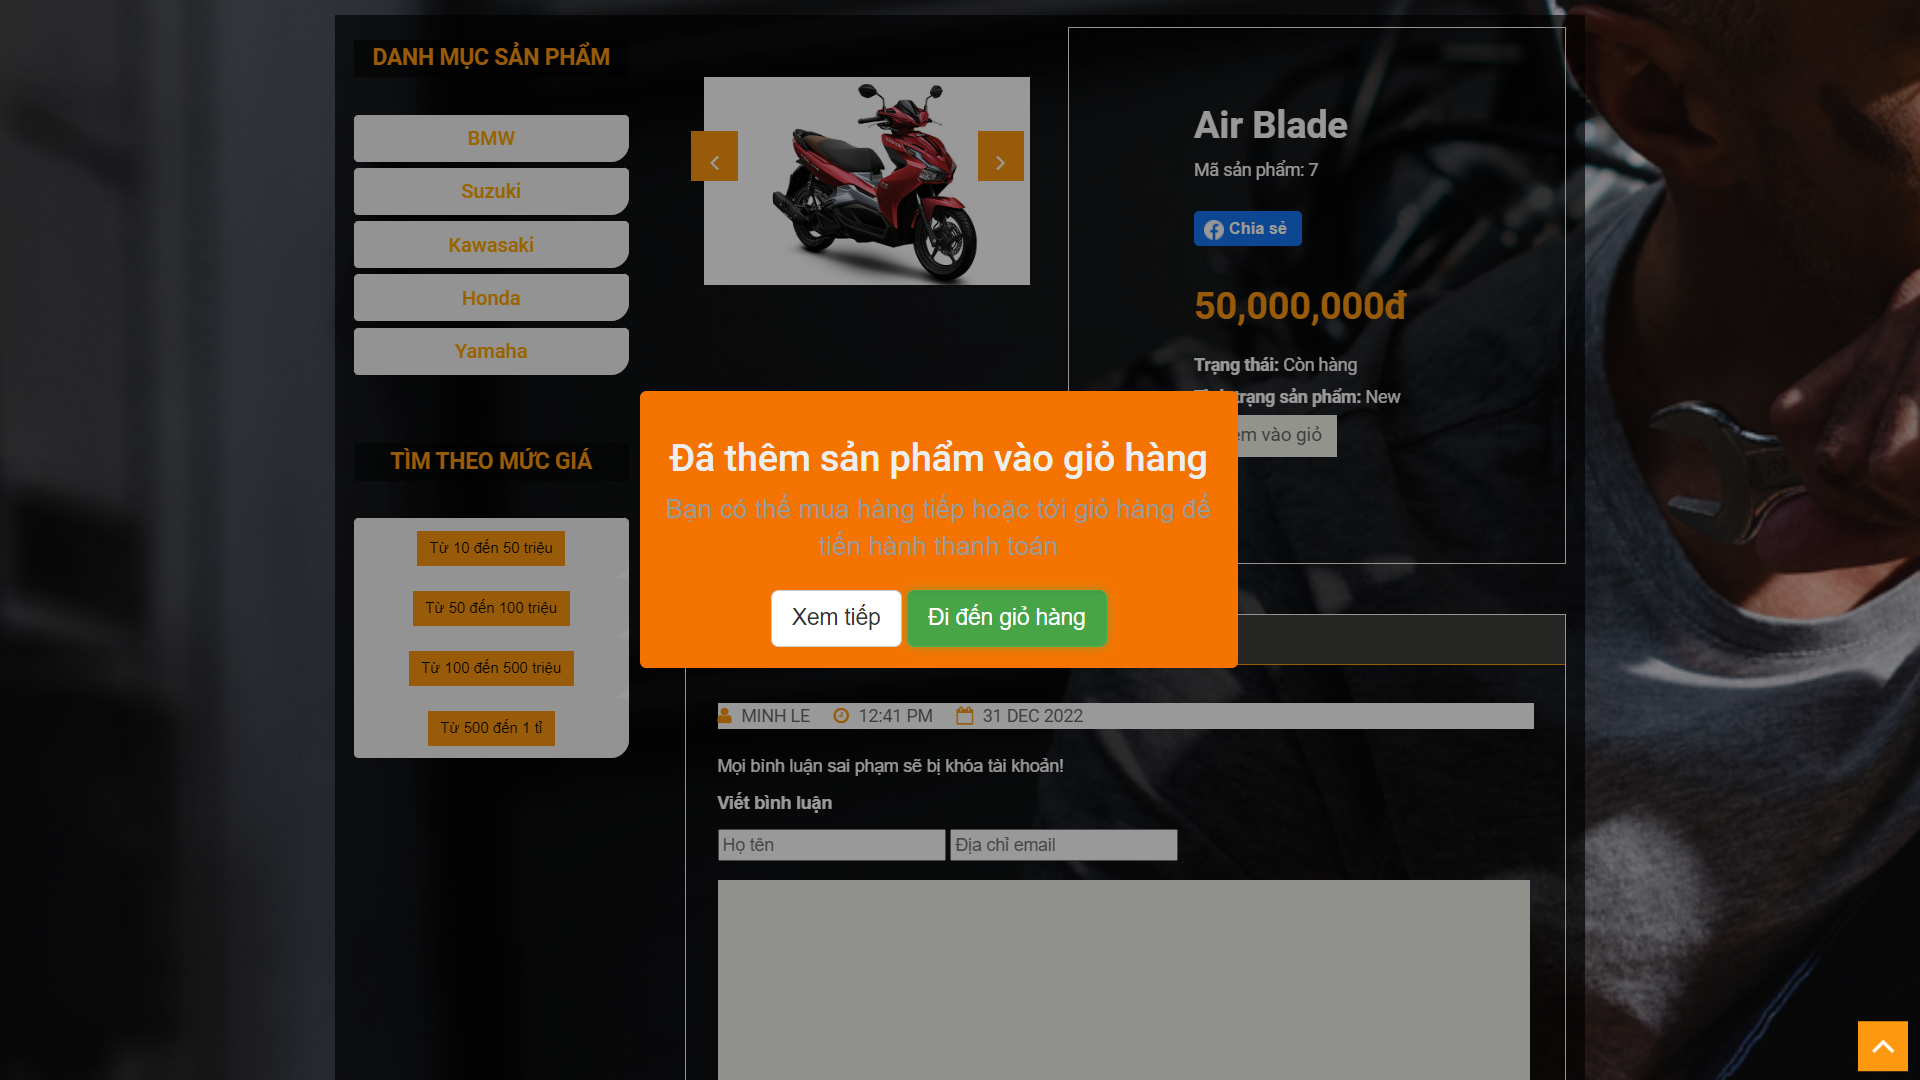 DANH MỤC SẢN PHẨM
BMW
Suzuki
Kawasaki
Honda
Yamaha
TÌM THEO MỨC GIÁ
Từ 10 đến 50 triệu
Từ 50 đến 100 triệu
Từ 100 đến 500 triệu
Từ 500 đến 1 tỉ
Air Blade
Mã sản phẩm: 7
Chia sẻ
50,000,000đ
Trạng thái: Còn hàng
trạng sản phẩm: New
vào giỏ
Đã thêm sản phẩm vào giỏ hàng
Bạn có thể mua hàng tiếp hoặc tới giỏ hàng để
tiến hành thanh toán
Xem tiếp
Đi đến giỏ hàng
MINH LE 12:41 PM 31 DEC 2022
Mọi bình luận sai phạm sẽ bị khóa tài khoản!
Viết bình luận
Họ tên
Địa chỉ email